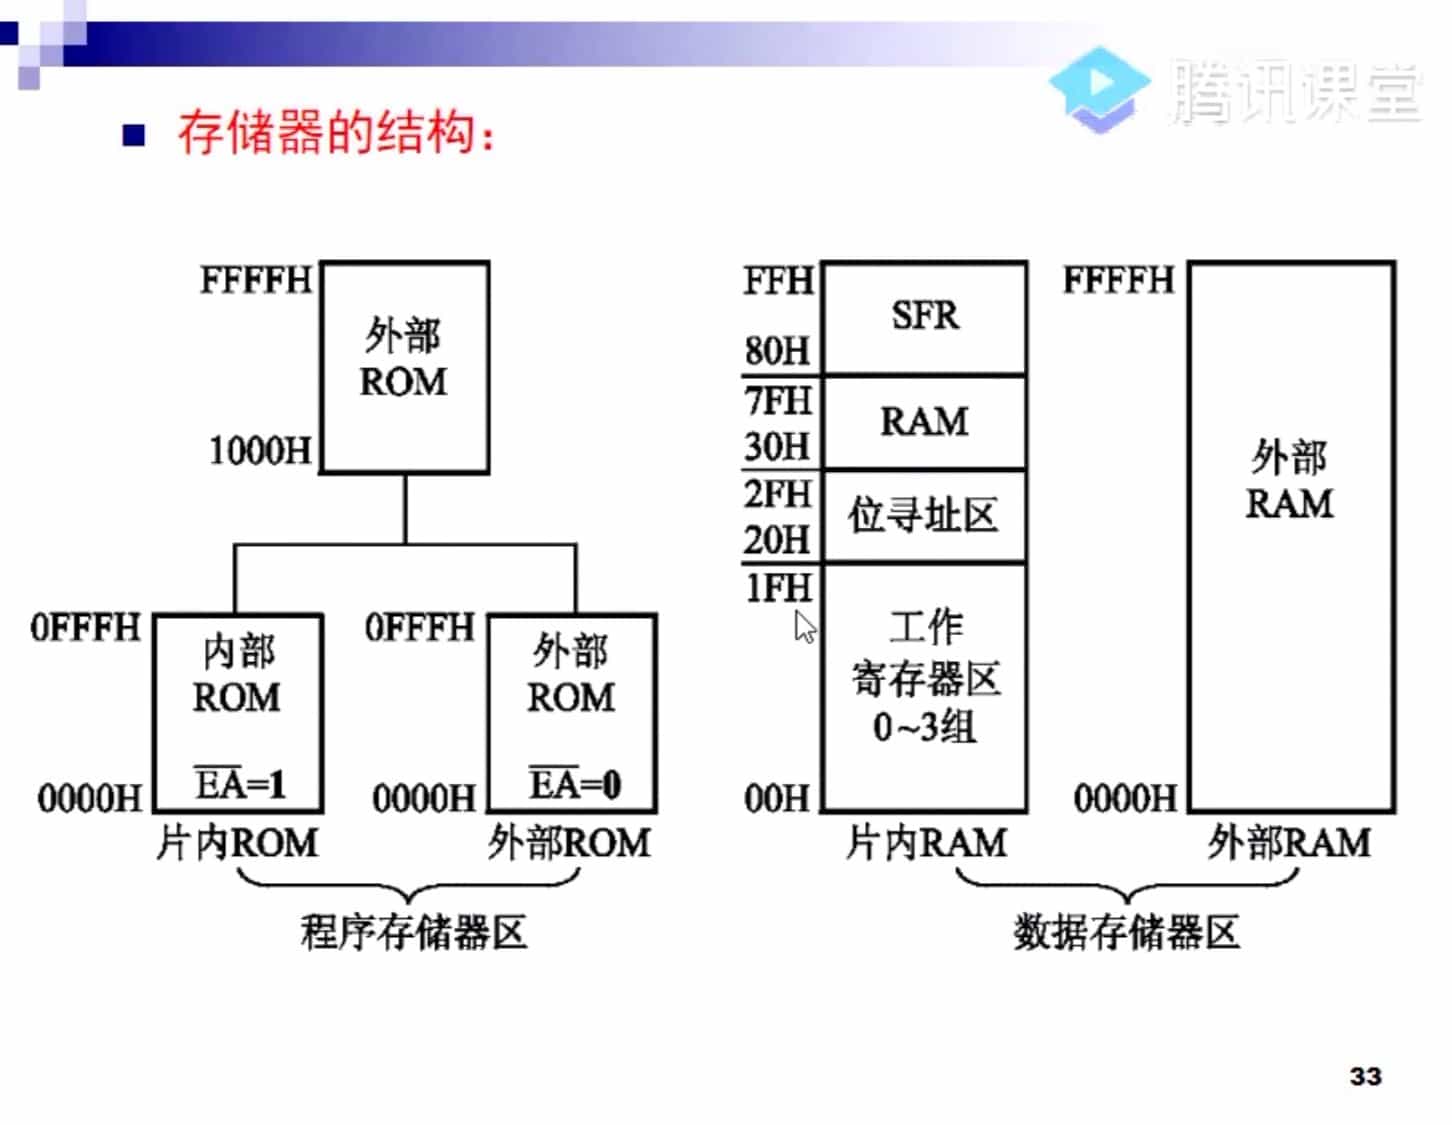 腾讯课堂
存储器的结构：
FFFFH
外部
ROM
1000H
0FFFH
内部
ROM
EA=1
0000H
片内ROM
0FFFH
外部
ROM
EA=0
0000H
外部ROM
程序存储器区
FFH
SFR
80H
7FH
RAM
30H
2FH
位寻址区
20H
1FH
工作
寄存器区
0~3组
00H
片内RAM
FFFFH
外部
RAM
0000H
外部RAM
数据存储器区
33